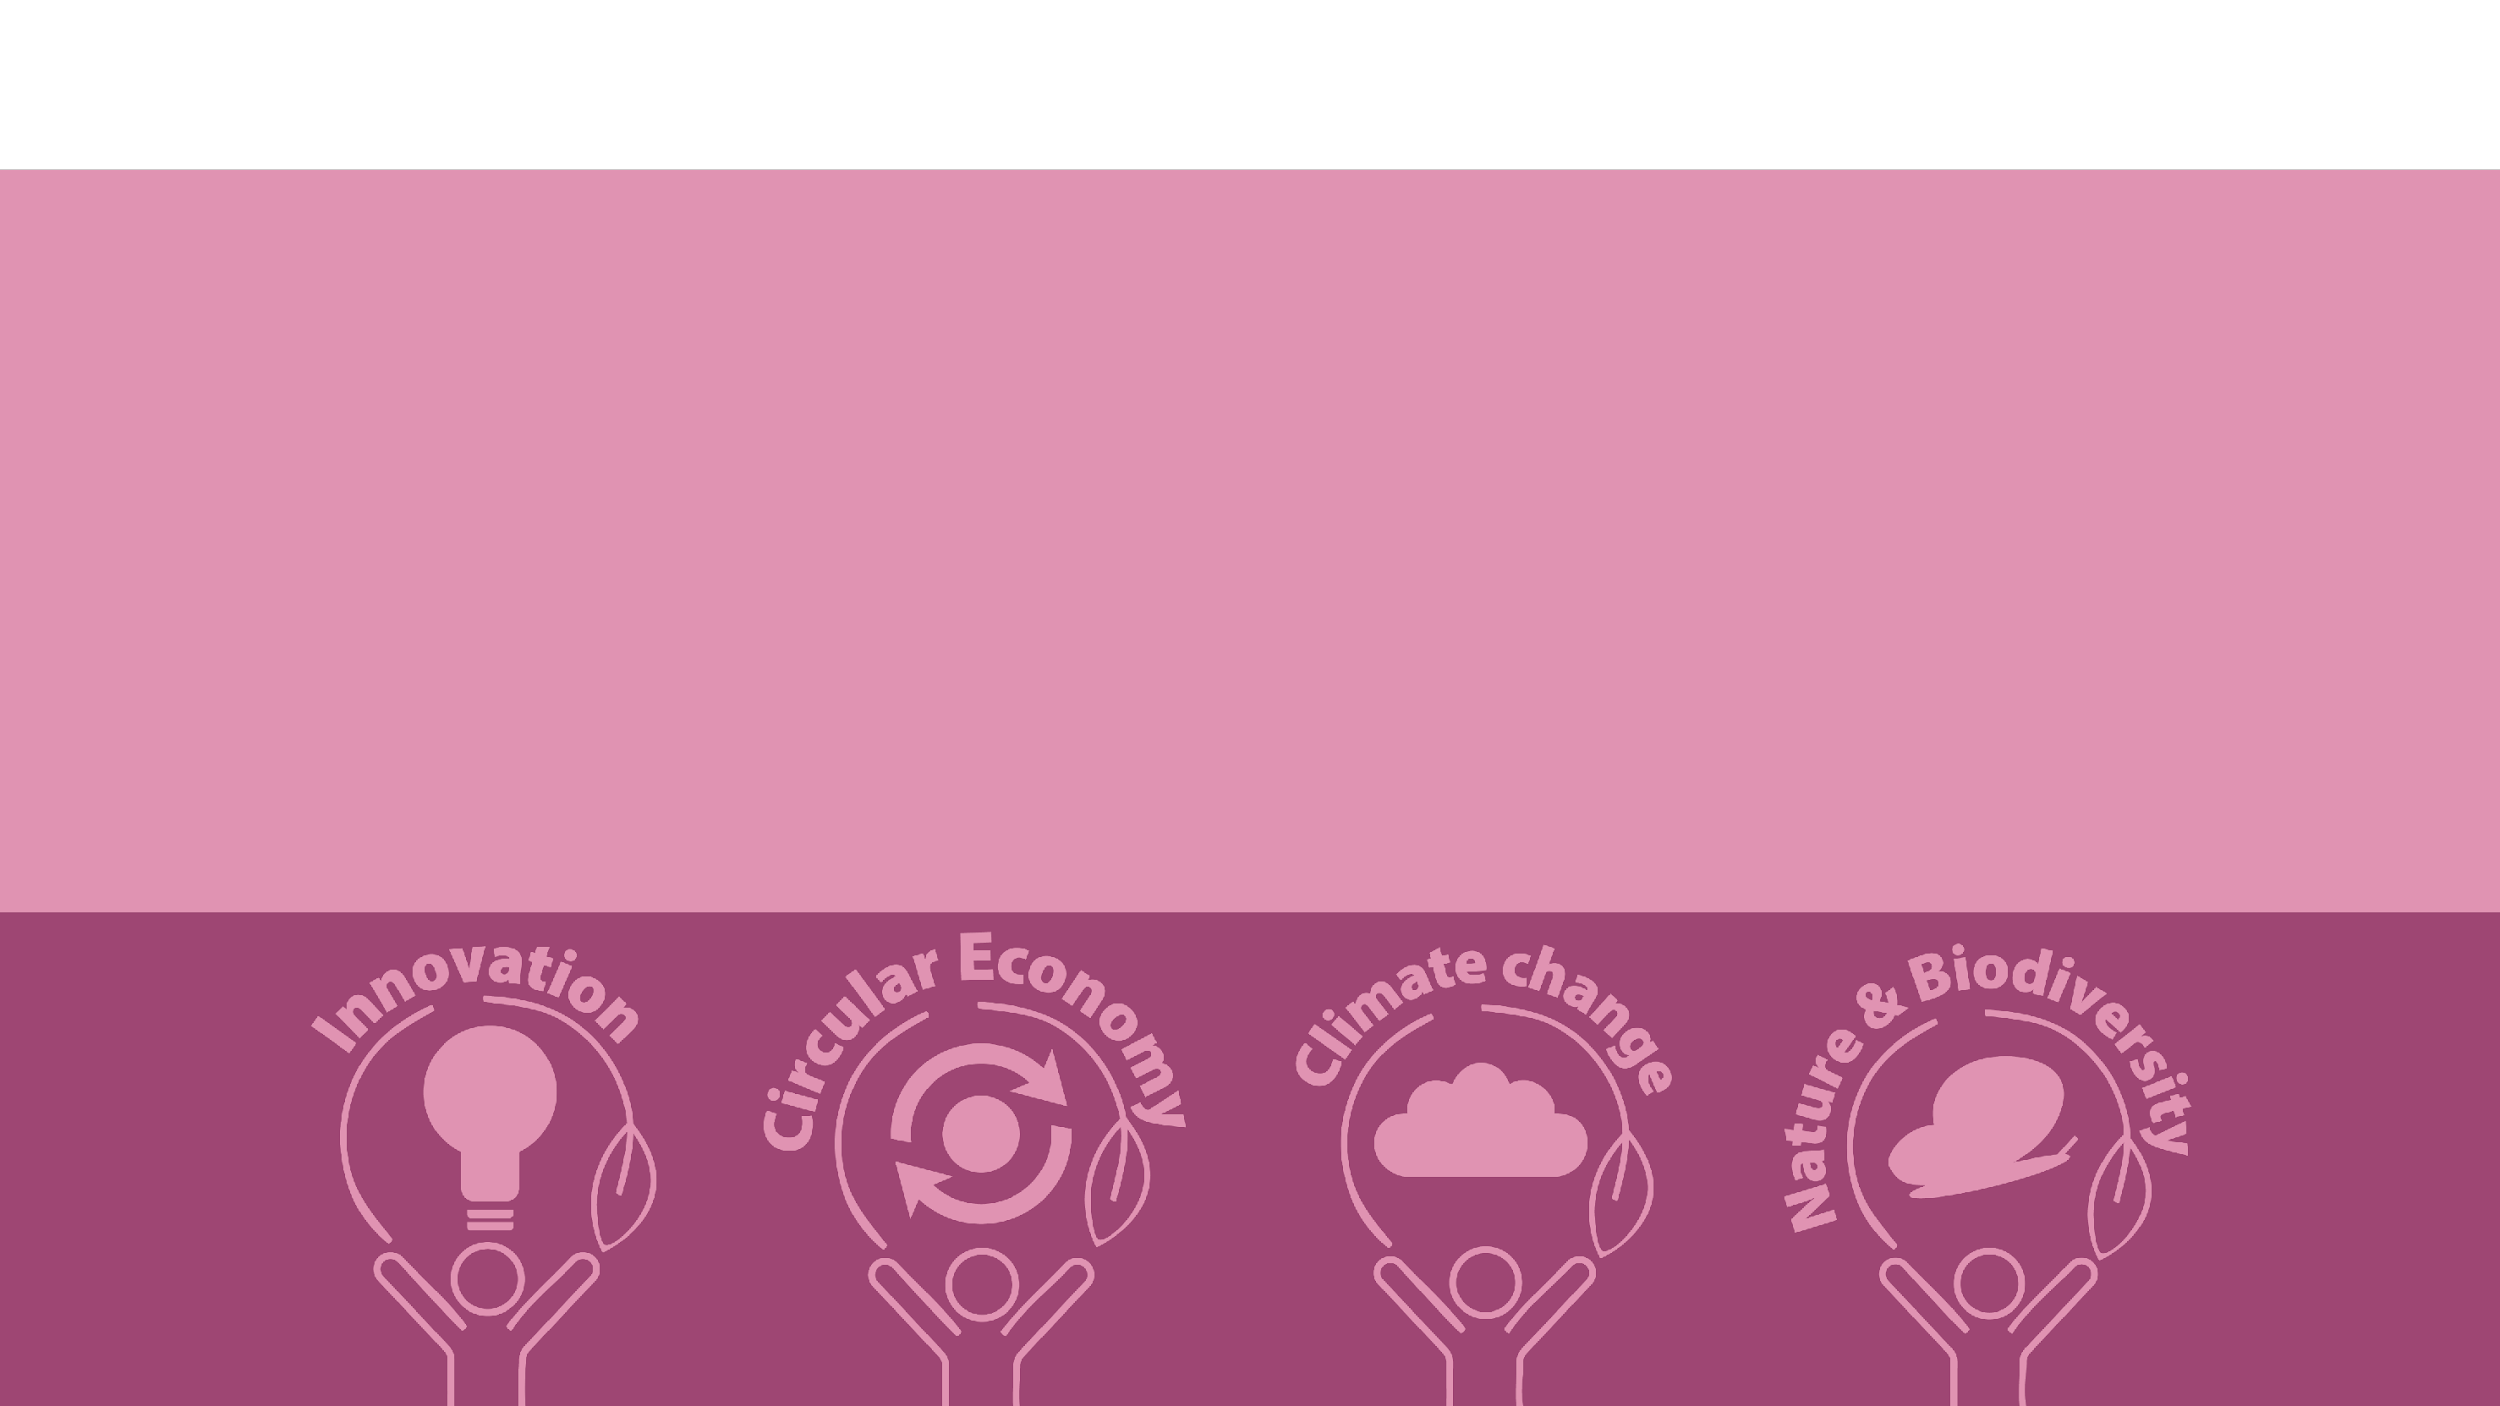 Innovation
Circular Economy
Climate change
Nature & Biodiversity